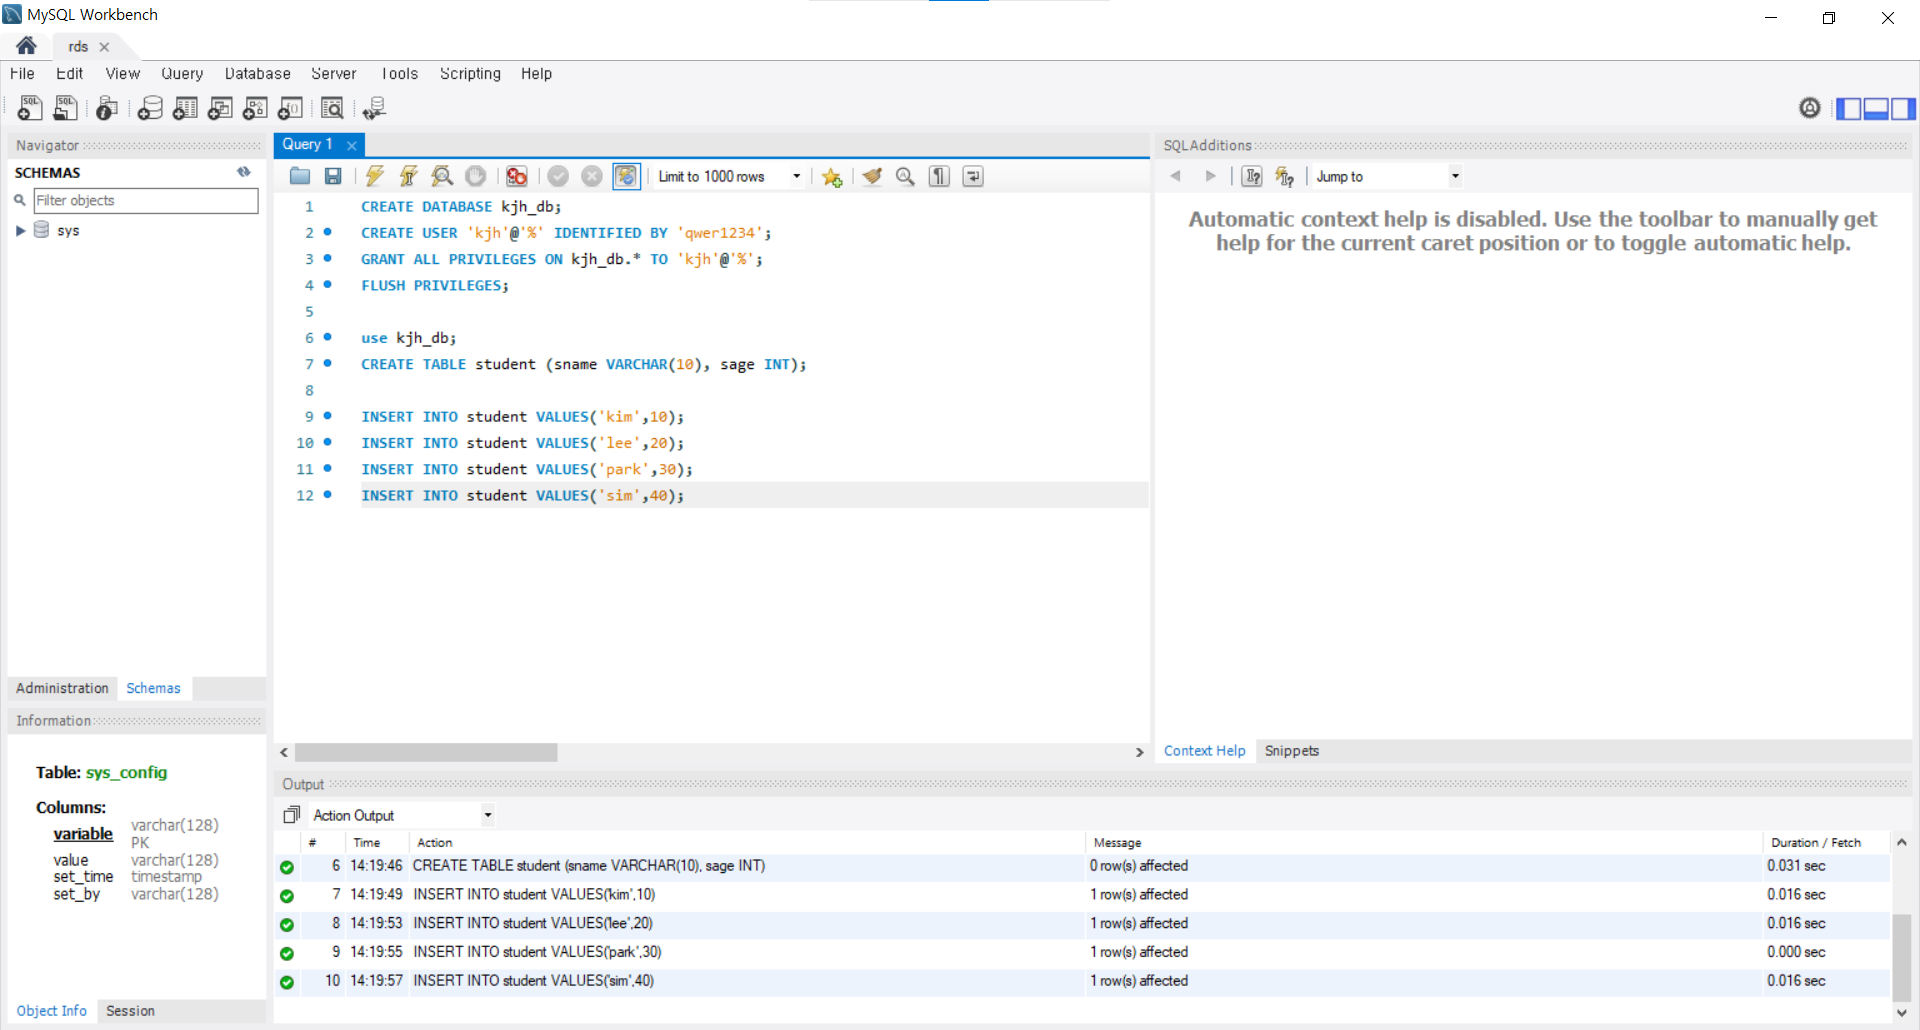 MySQL Workbench
rds
File Edit View Query Database Server Tools Scripting Help
Navigator
SCHEMAS
Filter objects
sys
Administration Schemas
Information
Table: sys_config
Columns:
variable varchar(128) PK
value varchar(128)
set_time timestamp
set_by varchar(128)
Object Info Session
Query 1
Limit to 1000 rows
1 CREATE DATABASE kjh_db;
2 CREATE USER 'kjh'@'%' IDENTIFIED BY 'qwer1234';
3 GRANT ALL PRIVILEGES ON kjh_db.* TO 'kjh'@'%';
4 FLUSH PRIVILEGES;
5
6 use kjh_db;
7 CREATE TABLE student (sname VARCHAR(10), sage INT);
8
9 INSERT INTO student VALUES('kim',10);
10 INSERT INTO student VALUES('lee',20);
11 INSERT INTO student VALUES('park',30);
12 INSERT INTO student VALUES('sim',40);
SQLAdditions
Jump to
Automatic context help is disabled. Use the toolbar to manually get
help for the current caret position or to toggle automatic help.
Context Help Snippets
Output
Action Output
# Time Action Message Duration / Fetch
6 14:19:46 CREATE TABLE student (sname VARCHAR(10), sage INT) 0 row(s) affected 0.031 sec
7 14:19:49 INSERT INTO student VALUES('kim',10) 1 row(s) affected 0.016 sec
8 14:19:53 INSERT INTO student VALUES('lee',20) 1 row(s) affected 0.016 sec
9 14:19:55 INSERT INTO student VALUES('park',30) 1 row(s) affected 0.000 sec
10 14:19:57 INSERT INTO student VALUES('sim',40) 1 row(s) affected 0.016 sec